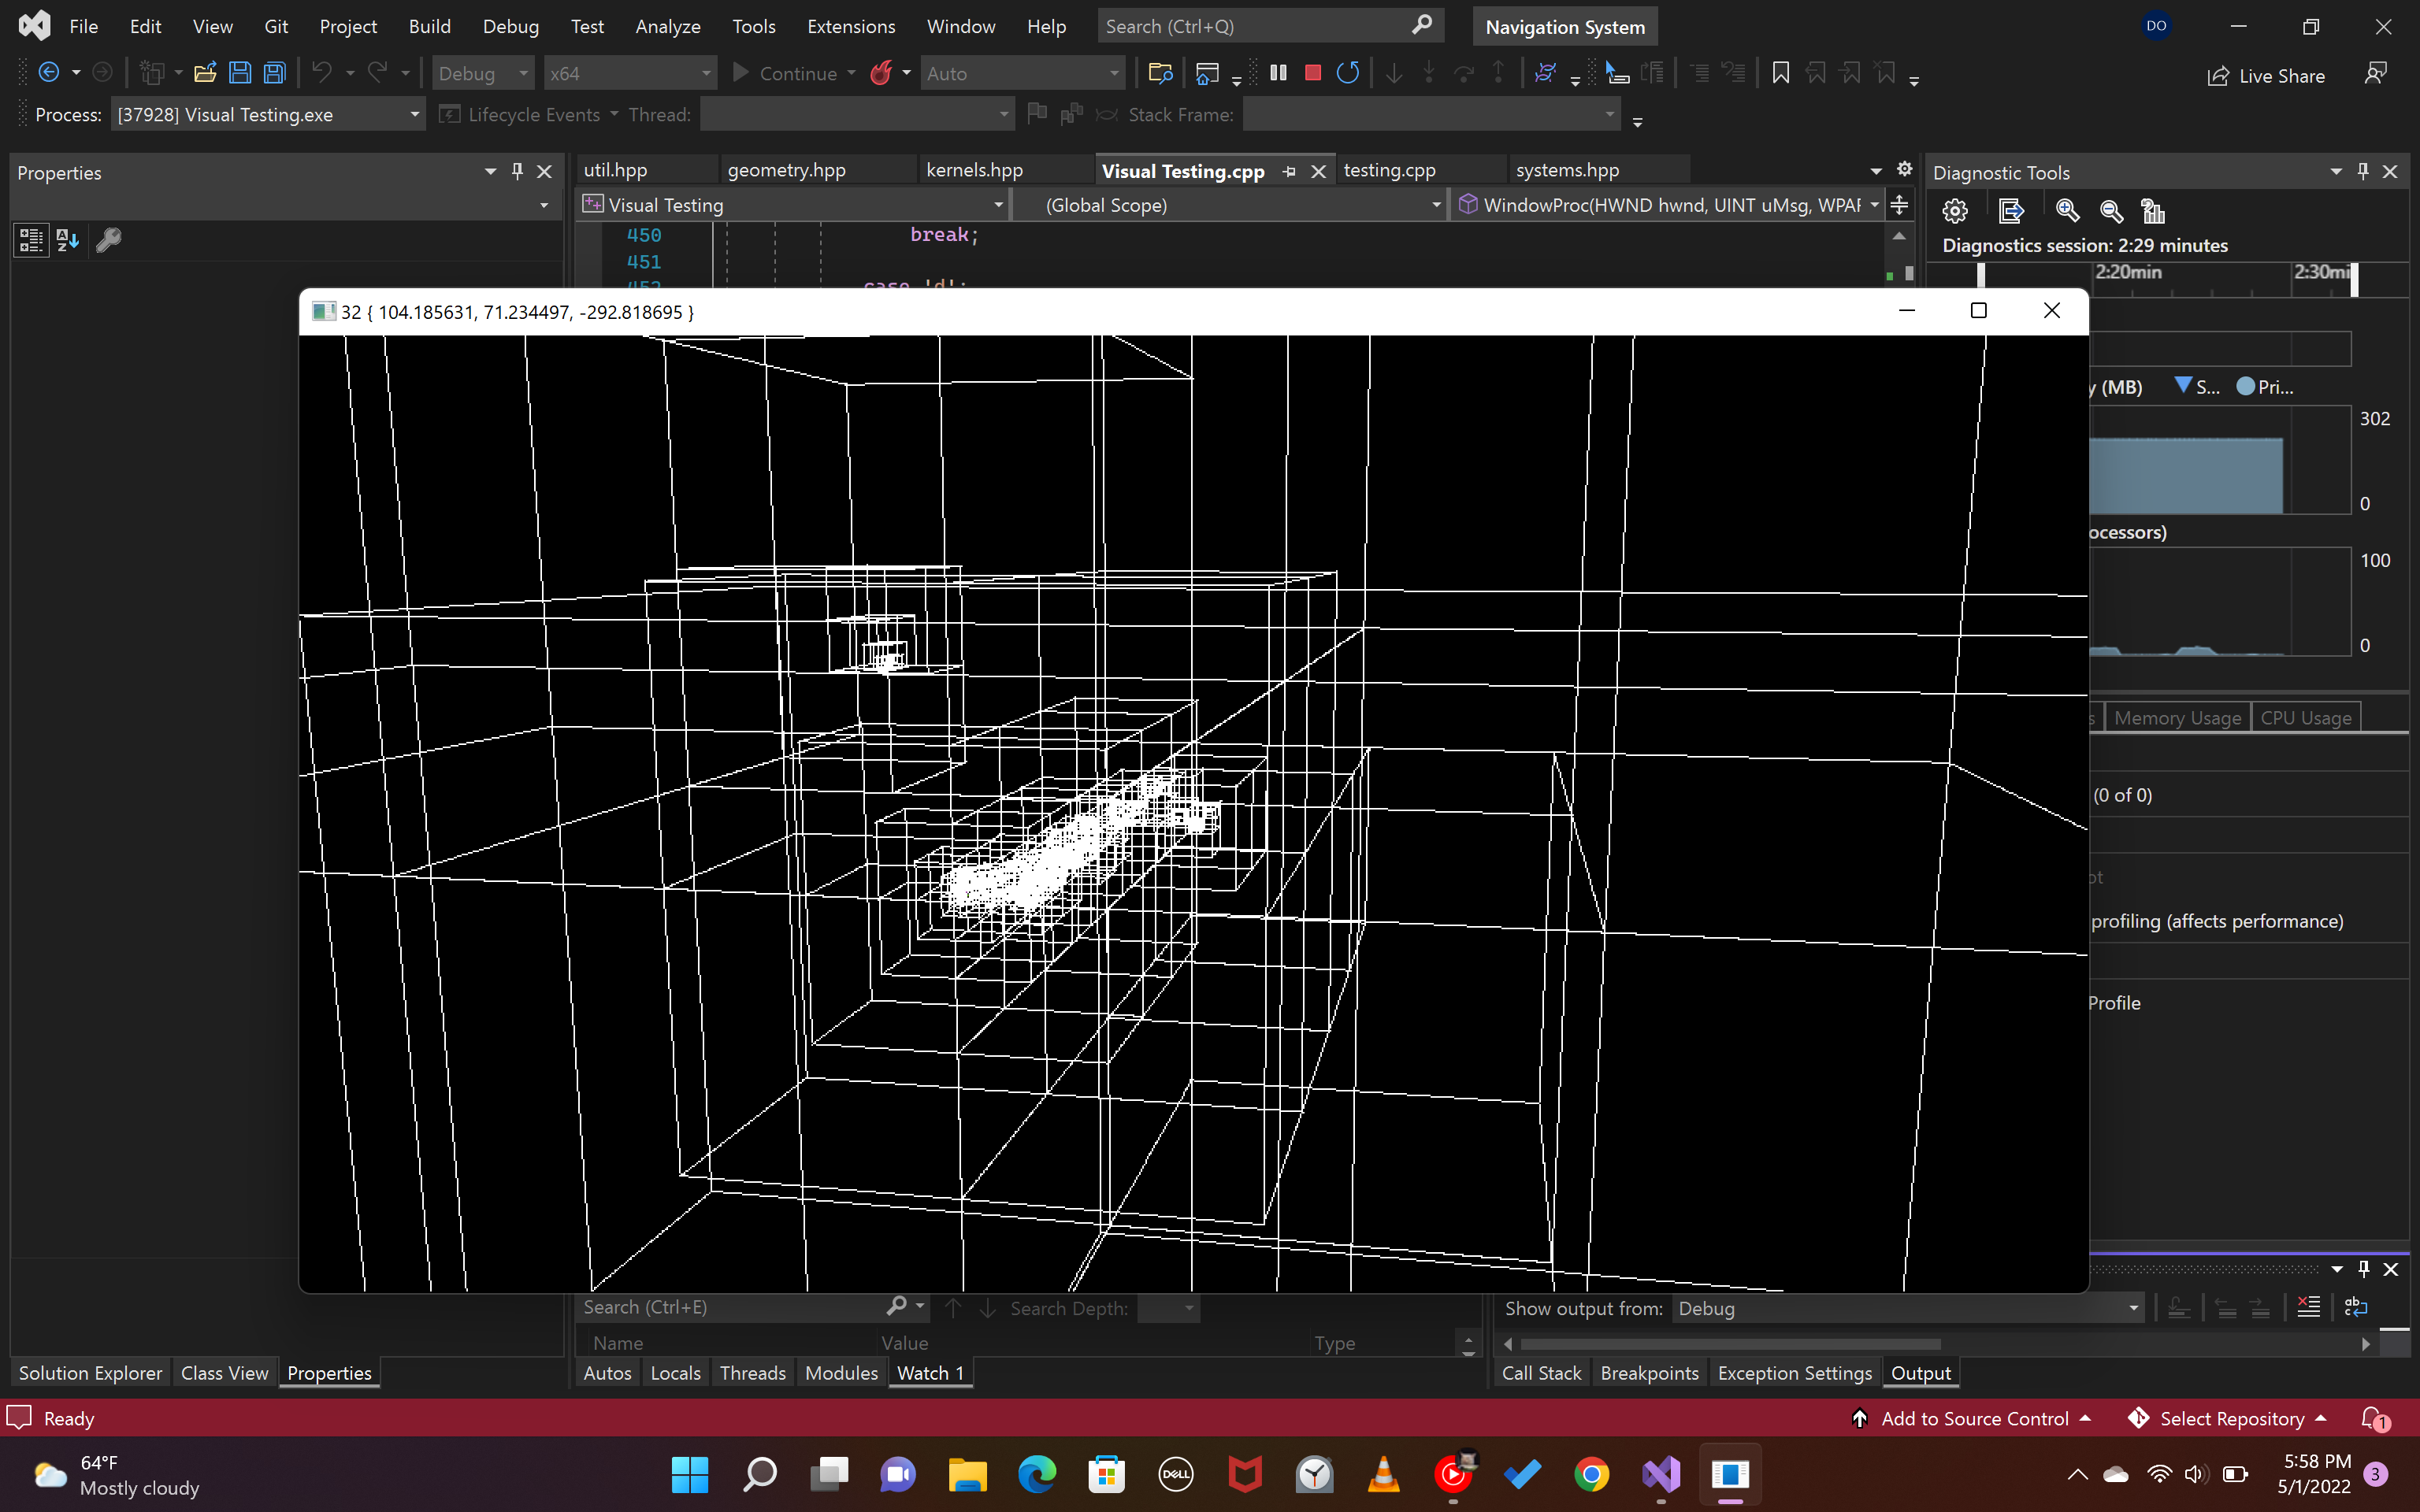 File Edit View Git Project Build Debug Test Analyze Tools Extensions Window Help Search (Ctrl+Q) Navigation System DO
Debug x64 Continue Auto Live Share
Process: [37928] Visual Testing.exe Lifecycle Events Thread: Stack Frame:
Properties
util.hpp geometry.hpp kernels.hpp Visual Testing.cpp testing.cpp systems.hpp
Diagnostic Tools
Visual Testing (Global Scope) WindowProc(HWND hwnd, UINT uMsg, WPAR
Diagnostics session: 2:29 minutes
450 break;
451
452 case 'd':
2:20min 2:30mi
32 { 104.185631, 71.234497, -292.818695 }
y (MB) S... Pri...
302
0
ocessors)
100
0
s Memory Usage CPU Usage
(0 of 0)
ot
profiling (affects performance)
Profile
Search (Ctrl+E) Search Depth:
Name Value Type
Show output from: Debug
Solution Explorer Class View Properties
Autos Locals Threads Modules Watch 1
Call Stack Breakpoints Exception Settings Output
Ready Add to Source Control Select Repository 1
64°F
Mostly cloudy
DELL
5:58 PM
5/1/2022
3